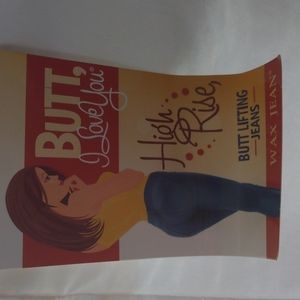 BUTT,
I Love You®
High
Rise,
BUTT LIFTING
JEANS
WAX JEAN®